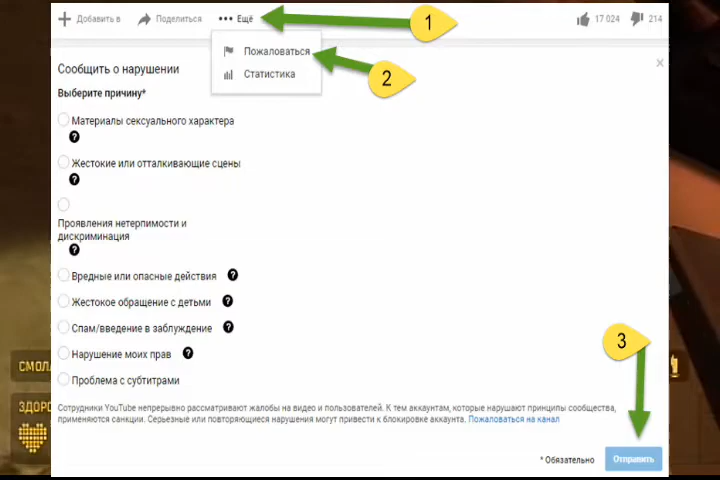 Добавить в Поделиться ••• Ещё 1 17 024 214
Пожаловаться
2
Статистика
Сообщить о нарушении
Выберите причину*
Материалы сексуального характера
?
Жестокие или отталкивающие сцены
?
Проявления нетерпимости и
дискриминация
?
Вредные или опасные действия ?
Жестокое обращение с детьми ?
Спам/введение в заблуждение ?
3
Нарушение моих прав ?
Проблема с субтитрами
Сотрудники YouTube непрерывно рассматривают жалобы на видео и пользователей. К тем аккаунтам, которые нарушают принципы сообщества,
применяются санкции. Серьезные или повторяющиеся нарушения могут привести к блокировке аккаунта. Пожаловаться на канал
* Обязательно Отправить